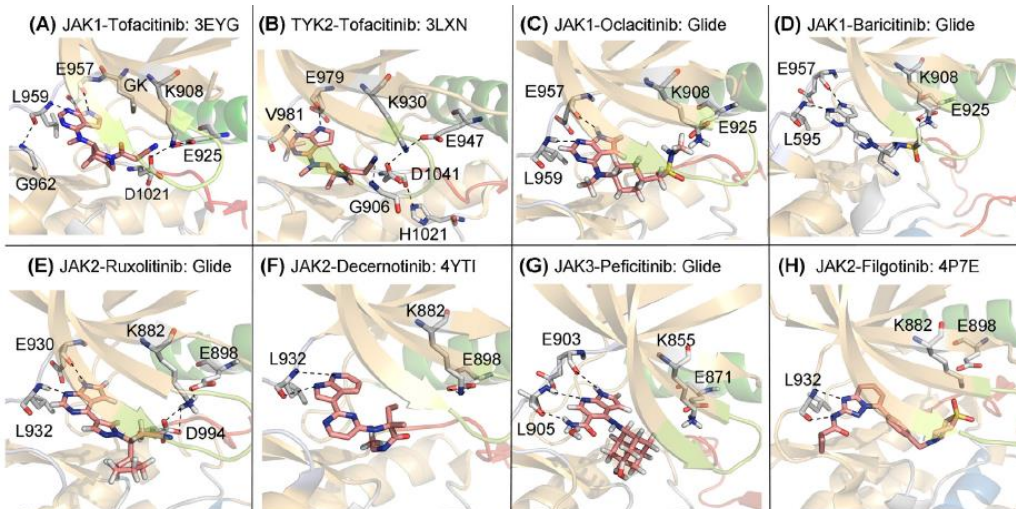 (A) JAK1-Tofacitinib: 3EYG
E957
GK
L959
K908
G962
E925
D1021
(B) TYK2-Tofacitinib: 3LXN
E979
K930
V981
E947
D1041
G906
H1021
(C) JAK1-Oclacitinib: Glide
E957
K908
E925
L959
(D) JAK1-Baricitinib: Glide
E957
K908
E925
L595
(E) JAK2-Ruxolitinib: Glide
K882
E930
E898
L932
D994
(F) JAK2-Decernotinib: 4YTI
K882
L932
E898
(G) JAK3-Peficitinib: Glide
E903
K855
E871
L905
(H) JAK2-Filgotinib: 4P7E
K882
E898
L932